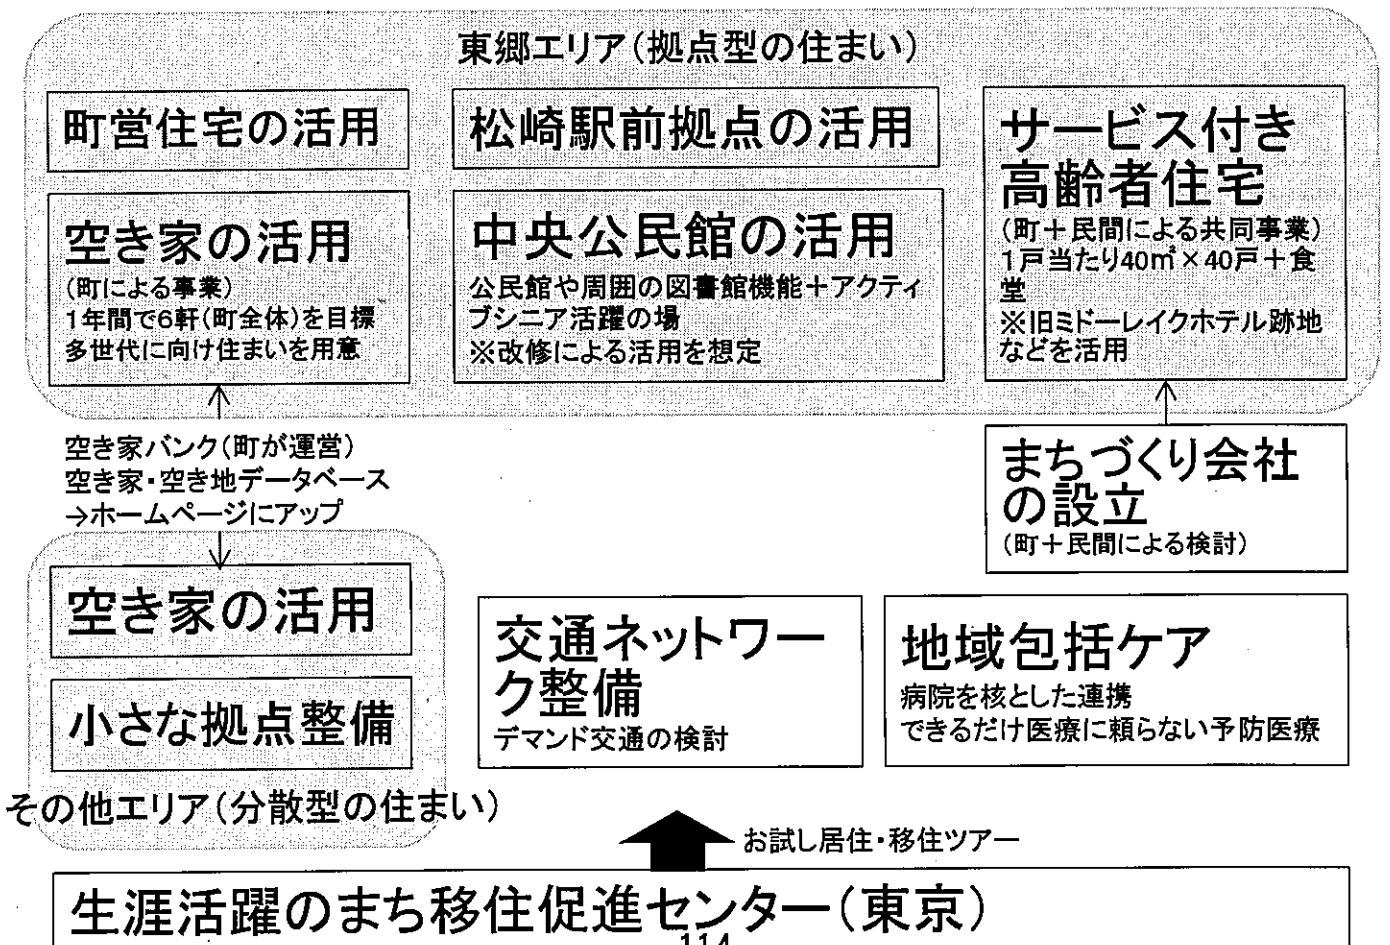 東郷エリア(拠点型の住まい)
町営住宅の活用
空き家の活用
(町による事業)
1年間で6軒(町全体)を目標
多世代に向け住まいを用意
松崎駅前拠点の活用
中央公民館の活用
公民館や周囲の図書館機能+アクティ
ブシニア活躍の場
※改修による活用を想定
サービス付き
高齢者住宅
(町+民間による共同事業)
1戸当たり40㎡×40戸+食
堂
※旧ミドーレイクホテル跡地
などを活用
空き家バンク(町が運営)
空き家・空き地データベース
→ホームページにアップ
まちづくり会社
の設立
(町+民間による検討)
空き家の活用
小さな拠点整備
その他エリア(分散型の住まい)
交通ネットワー
ク整備
デマンド交通の検討
地域包括ケア
病院を核とした連携
できるだけ医療に頼らない予防医療
お試し居住・移住ツアー
生涯活躍のまち移住促進センター(東京)
114